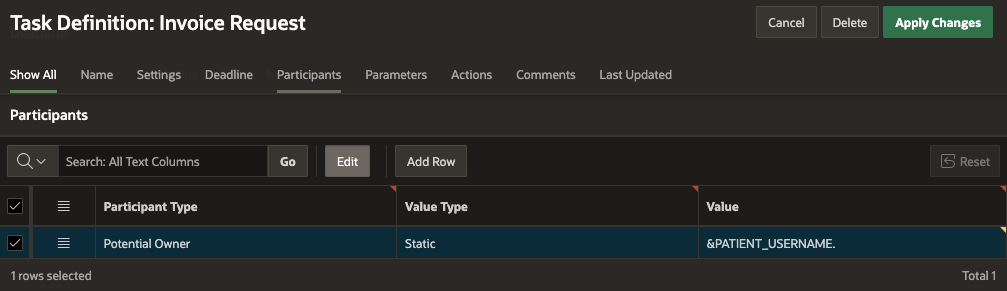 Task Definition: Invoice Request
Cancel Delete Apply Changes
Show All Name Settings Deadline Participants Parameters Actions Comments Last Updated
Participants
Search: All Text Columns Go Edit Add Row Reset
Participant Type Value Type Value
Potential Owner Static &PATIENT_USERNAME.
1 rows selected Total 1